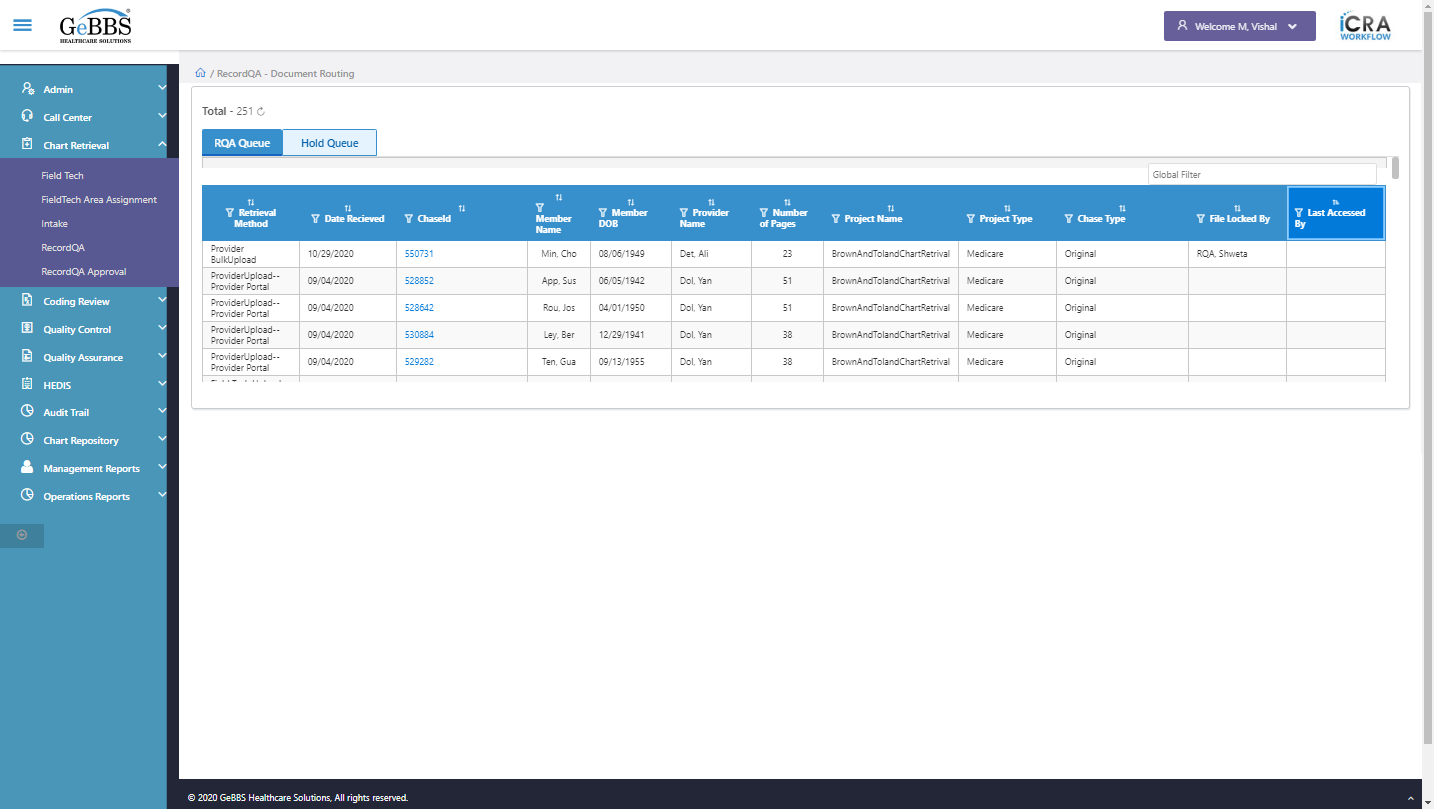 GeBBS
HEALTHCARE SOLUTIONS
Welcome M, Vishal
iCRA
WORKFLOW
/ RecordQA - Document Routing
Admin
Call Center
Chart Retrieval
Field Tech
FieldTech Area Assignment
Intake
RecordQA
RecordQA Approval
Coding Review
Quality Control
Quality Assurance
HEDIS
Audit Trail
Chart Repository
Management Reports
Operations Reports
Total - 251
RQA Queue Hold Queue
Global Filter
Retrieval Method Date Recieved ChaseId Member Name Member DOB Provider Name Number of Pages Project Name Project Type Chase Type File Locked By Last Accessed By
Provider BulkUpload 10/29/2020 550731 Min, Cho 08/06/1949 Det, Ali 23 BrownAndTolandChartRetrival Medicare Original RQA, Shweta
ProviderUpload--Provider Portal 09/04/2020 528852 App, Sus 06/05/1942 Dol, Yan 51 BrownAndTolandChartRetrival Medicare Original
ProviderUpload--Provider Portal 09/04/2020 528642 Rou, Jos 04/01/1950 Dol, Yan 51 BrownAndTolandChartRetrival Medicare Original
ProviderUpload--Provider Portal 09/04/2020 530884 Ley, Ber 12/29/1941 Dol, Yan 38 BrownAndTolandChartRetrival Medicare Original
ProviderUpload--Provider Portal 09/04/2020 529282 Ten, Gua 09/13/1955 Dol, Yan 38 BrownAndTolandChartRetrival Medicare Original
© 2020 GeBBS Healthcare Solutions, All rights reserved.